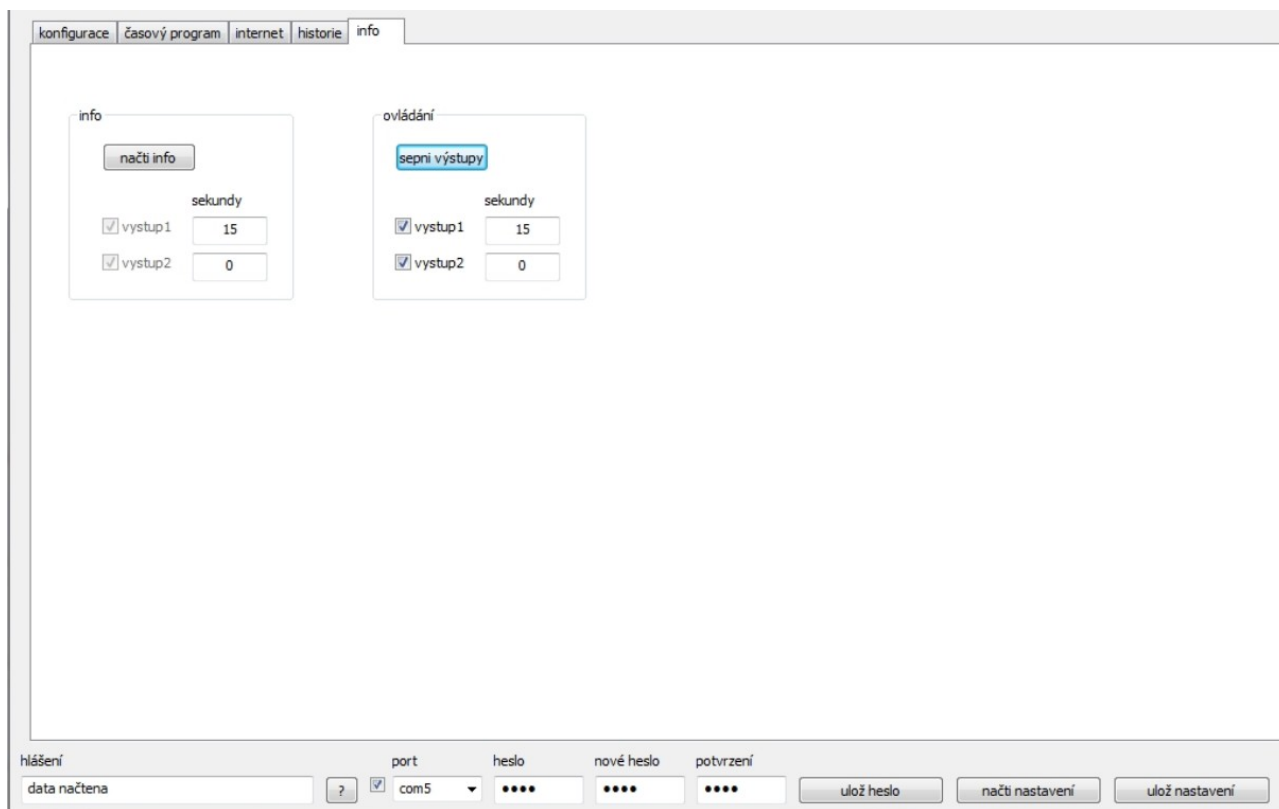 konfigurace časový program internet historie info
info
načti info
sekundy
vystup1 15
vystup2 0
ovládání
sepni výstupy
sekundy
vystup1 15
vystup2 0
hlášení port heslo nové heslo potvrzení
data načtena ? com5 •••• •••• •••• ulož heslo načti nastavení ulož nastavení